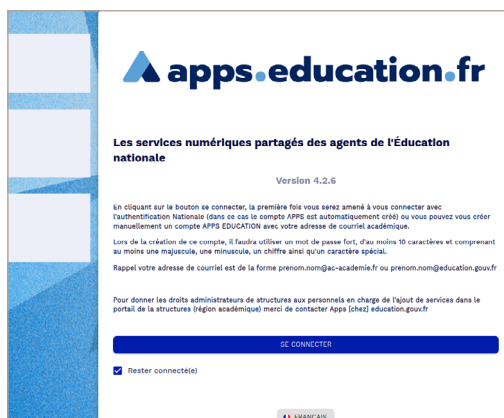 apps.education.fr
Les services numériques partagés des agents de l'Éducation
nationale
Version 4.2.6
En cliquant sur le bouton se connecter, la première fois vous serez amené à vous connecter avec
l'authentification Nationale (dans ce cas le compte APPS est automatiquement créé) ou vous pouvez vous créer
manuellement un compte APPS EDUCATION avec votre adresse de courriel académique.
Lors de la création de ce compte, il faudra utiliser un mot de passe fort, d'au moins 10 caractères et comprenant
au moins une majuscule, une minuscule, un chiffre ainsi qu'un caractère spécial.
Rappel votre adresse de courriel est de la forme prenom.nom@ac-academie.fr ou prenom.nom@education.gouv.fr
Pour donner les droits administrateurs de structures aux personnels en charge de l'ajout de services dans le
portail de la structures (région académique) merci de contacter Apps [chez] education.gouv.fr
SE CONNECTER
Rester connecté(e)
FRANÇAIS